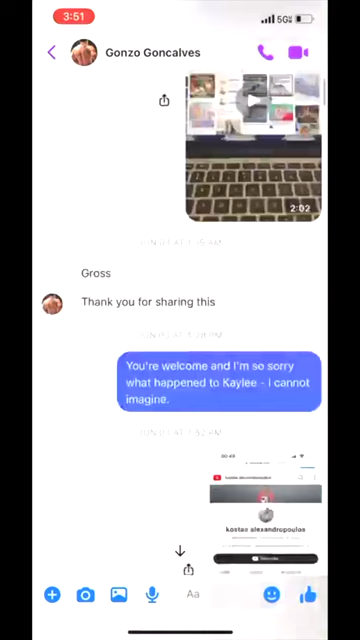 3:51
5G
Gonzo Goncalves
2:02
Gross
Thank you for sharing this
You're welcome and I'm so sorry
what happened to Kaylee - i cannot
imagine.
kostas alexandropoulos
Aa